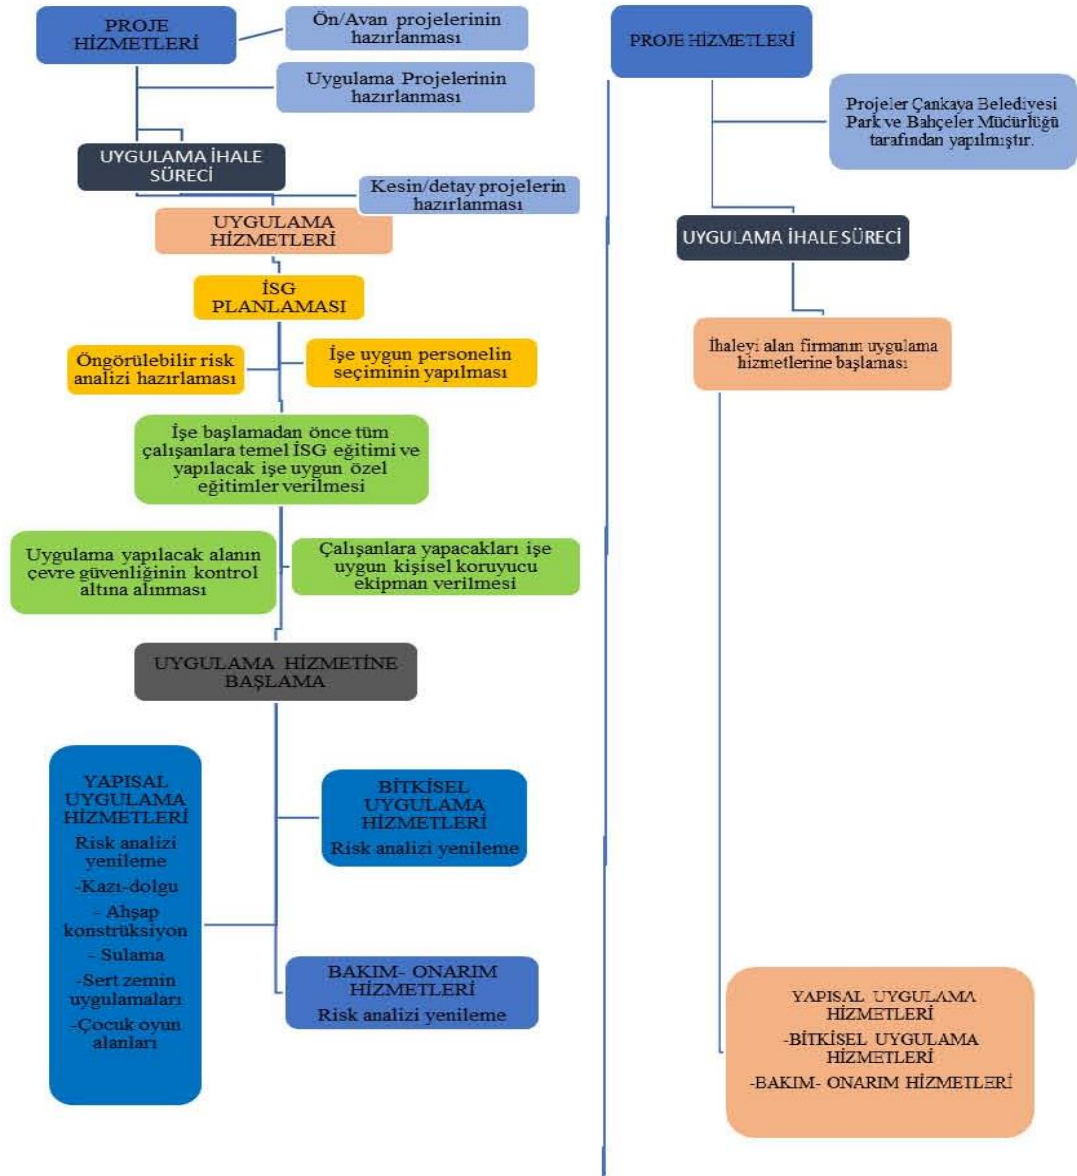 PROJE
HİZMETLERİ
Ön/Avan projelerinin
hazırlanması
Uygulama Projelerinin
hazırlanması
UYGULAMA İHALE
SÜRECİ
Kesin/detay projelerin
hazırlanması
UYGULAMA
HİZMETLERİ
İSG
PLANLAMASI
Öngörülebilir risk
analizi hazırlaması
İşe uygun personelin
seçiminin yapılması
İşe başlamadan önce tüm
çalışanlara temel İSG eğitimi ve
yapılacak işe uygun özel
eğitimler verilmesi
Uygulama yapılacak alanın
çevre güvenliğinin kontrol
altına alınması
Çalışanlara yapacakları işe
uygun kişisel koruyucu
ekipman verilmesi
UYGULAMA HİZMETİNE
BAŞLAMA
YAPISAL
UYGULAMA
HİZMETLERİ
Risk analizi
yenileme
-Kazı-dolgu
- Ahşap
konstrüksiyon
- Sulama
-Sert zemin
uygulamaları
-Çocuk oyun
alanları
BİTKİSEL
UYGULAMA
HİZMETLERİ
Risk analizi yenileme
BAKIM- ONARIM
HİZMETLERİ
Risk analizi yenileme
PROJE HİZMETLERİ
Projeler Çankaya Belediyesi
Park ve Bahçeler Müdürlüğü
tarafından yapılmıştır.
UYGULAMA İHALE SÜRECİ
İhaleyi alan firmanın uygulama
hizmetlerine başlaması
YAPISAL UYGULAMA
HİZMETLERİ
-BİTKİSEL UYGULAMA
HİZMETLERİ
-BAKIM- ONARIM HİZMETLERİ